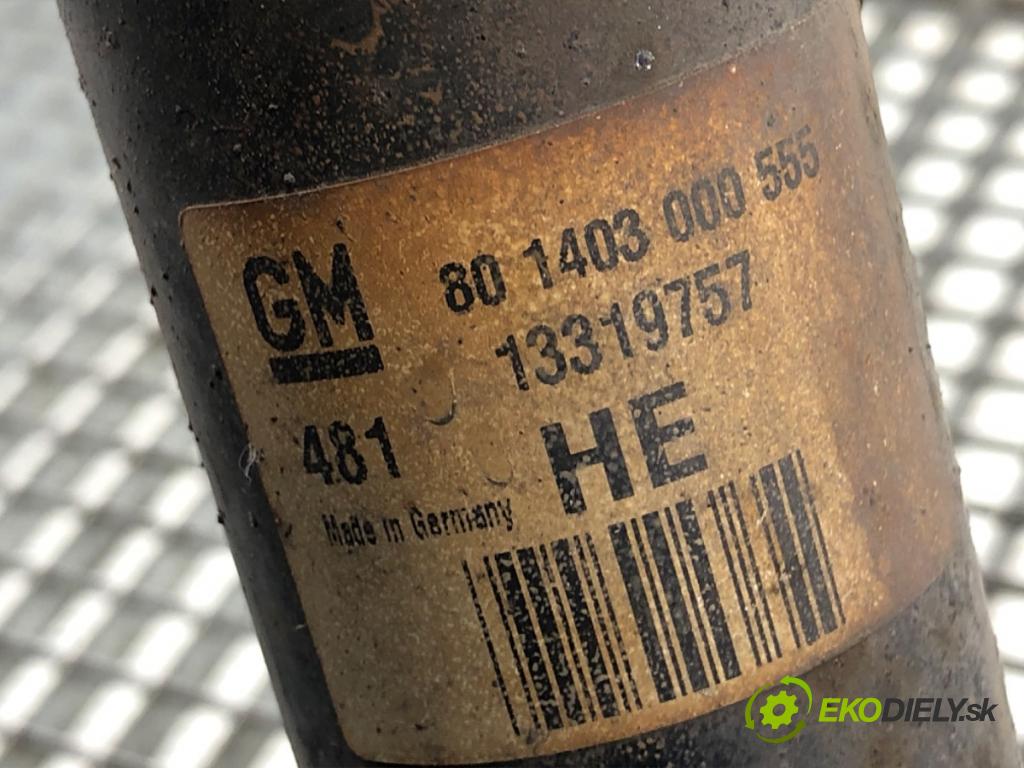 GM 80 1403 000 555
13319757
481 HE
Made in Germany
EKODIELY.sk